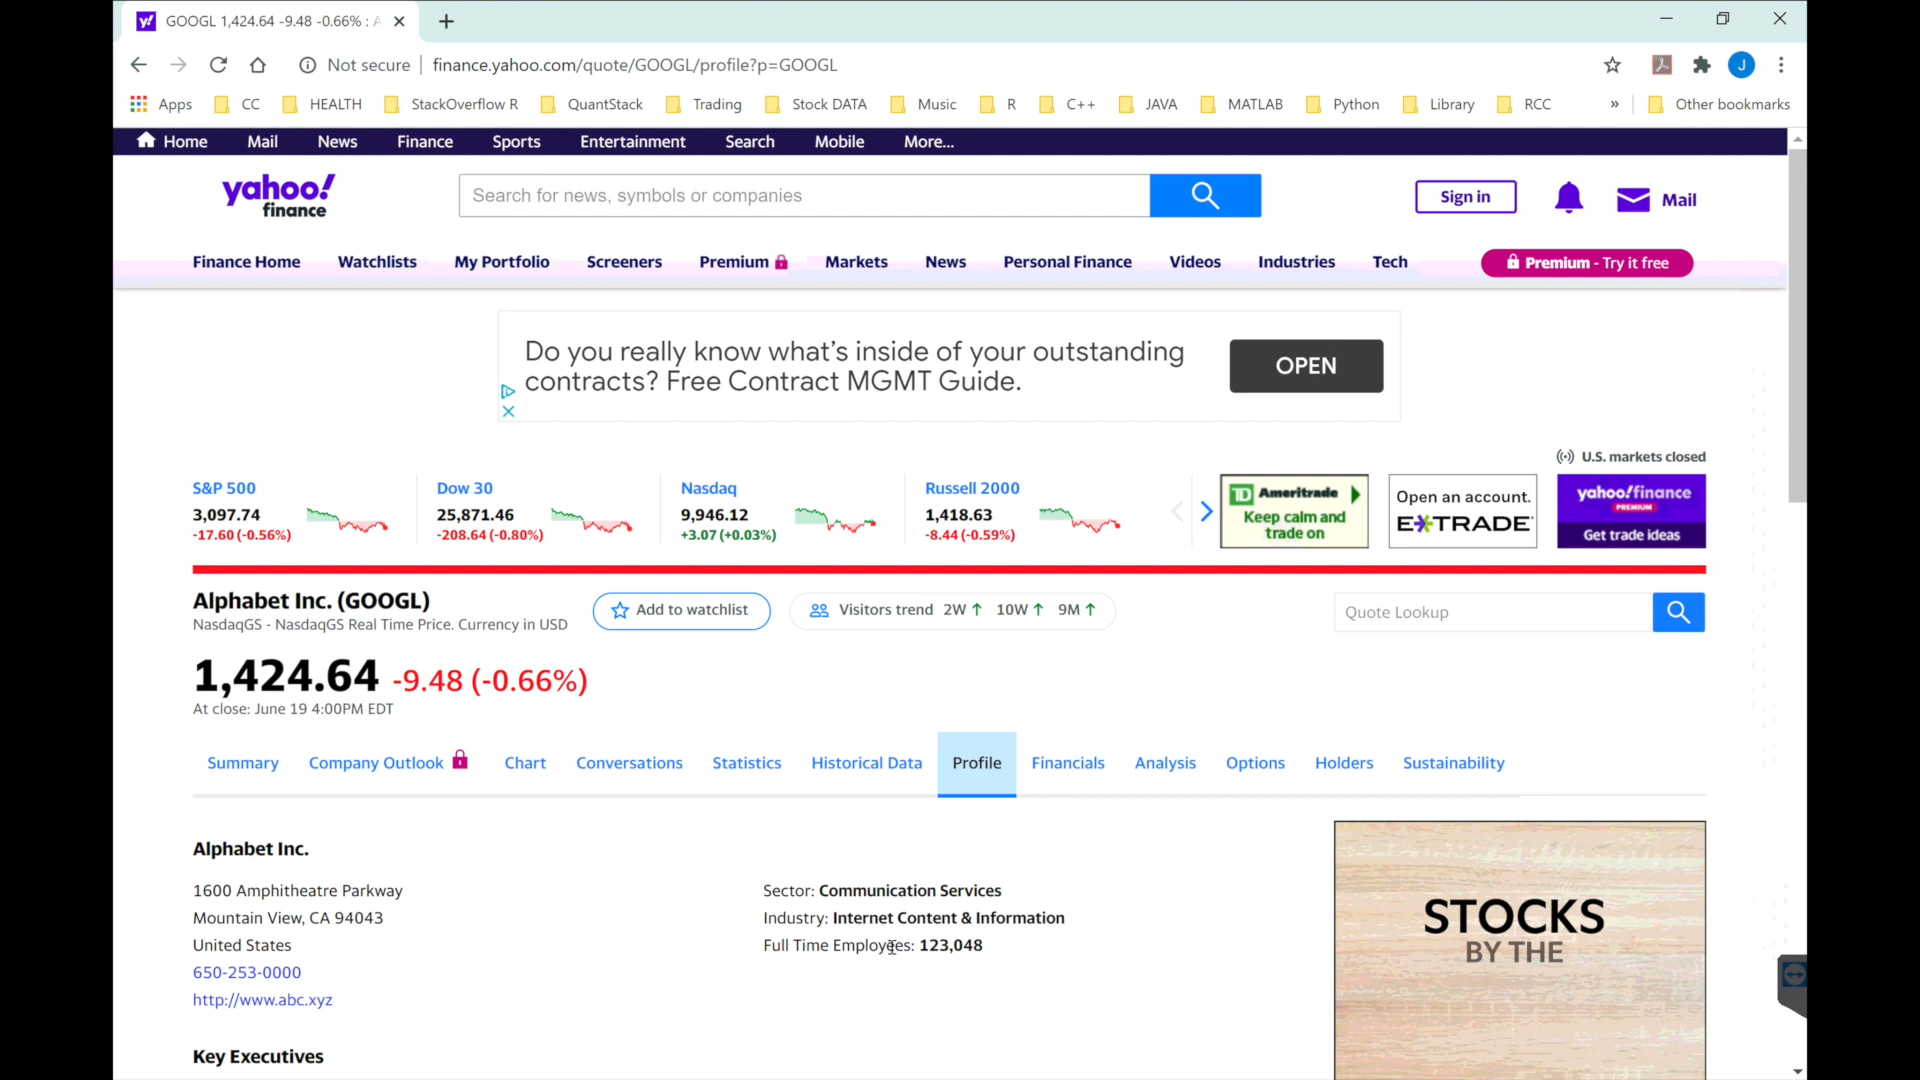 GOOGL 1,424.64 -9.48 -0.66% : A
Not secure finance.yahoo.com/quote/GOOGL/profile?p=GOOGL
J
Apps CC HEALTH StackOverflow R QuantStack Trading Stock DATA Music R C++ JAVA MATLAB Python Library RCC » Other bookmarks
Home Mail News Finance Sports Entertainment Search Mobile More...
yahoo!
finance
Search for news, symbols or companies
Sign in
Mail
Finance Home Watchlists My Portfolio Screeners Premium Markets News Personal Finance Videos Industries Tech Premium - Try it free
Do you really know what's inside of your outstanding
contracts? Free Contract MGMT Guide.
OPEN
U.S. markets closed
S&P 500 Dow 30 Nasdaq Russell 2000
3,097.74 25,871.46 9,946.12 1,418.63
-17.60 (-0.56%) -208.64 (-0.80%) +3.07 (+0.03%) -8.44 (-0.59%)
TD Ameritrade
Keep calm and
trade on
Open an account.
E*TRADE
yahoo!finance
PREMIUM
Get trade ideas
Alphabet Inc. (GOOGL)
NasdaqGS - NasdaqGS Real Time Price. Currency in USD
Add to watchlist
Visitors trend 2W ↑ 10W ↑ 9M ↑
Quote Lookup
1,424.64 -9.48 (-0.66%)
At close: June 19 4:00PM EDT
Summary Company Outlook Chart Conversations Statistics Historical Data Profile Financials Analysis Options Holders Sustainability
Alphabet Inc.
1600 Amphitheatre Parkway
Mountain View, CA 94043
United States
650-253-0000
http://www.abc.xyz
Sector: Communication Services
Industry: Internet Content & Information
Full Time Employees: 123,048
STOCKS
BY THE
Key Executives